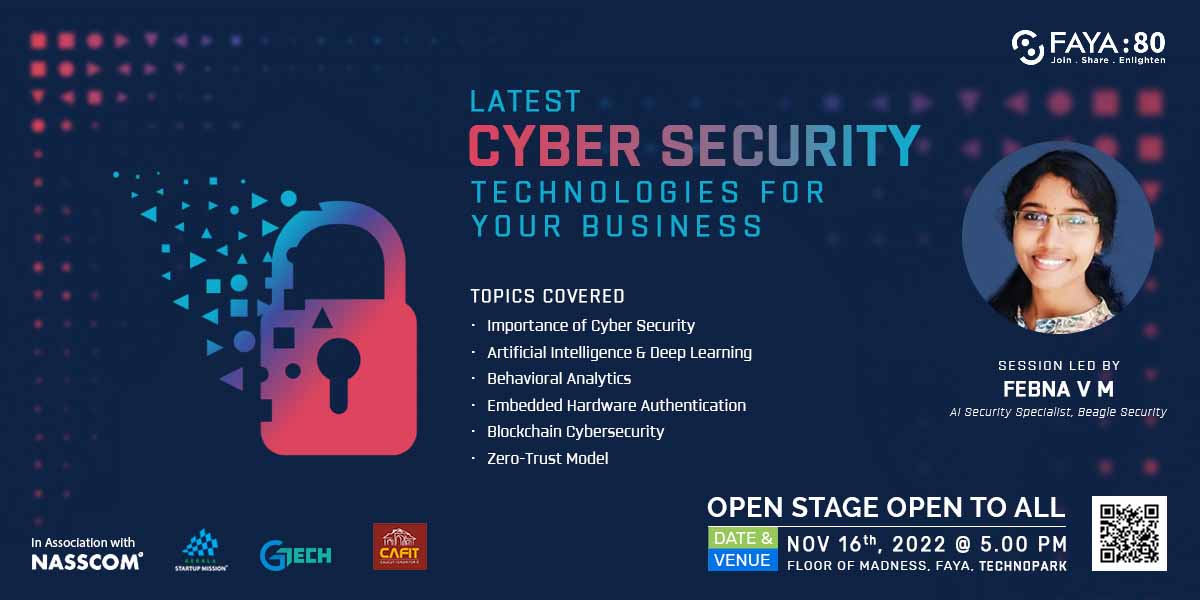 FAYA:80
Join . Share . Enlighten
LATEST
CYBER SECURITY
TECHNOLOGIES FOR
YOUR BUSINESS
TOPICS COVERED
· Importance of Cyber Security
· Artificial Intelligence & Deep Learning
· Behavioral Analytics
· Embedded Hardware Authentication
· Blockchain Cybersecurity
· Zero-Trust Model
SESSION LED BY
FEBNA V M
AI Security Specialist, Beagle Security
OPEN STAGE OPEN TO ALL
DATE &
VENUE
NOV 16th, 2022 @ 5.00 PM
FLOOR OF MADNESS, FAYA, TECHNOPARK
In Association with
NASSCOM
KERALA
STARTUP MISSION
GTECH
CAFIT